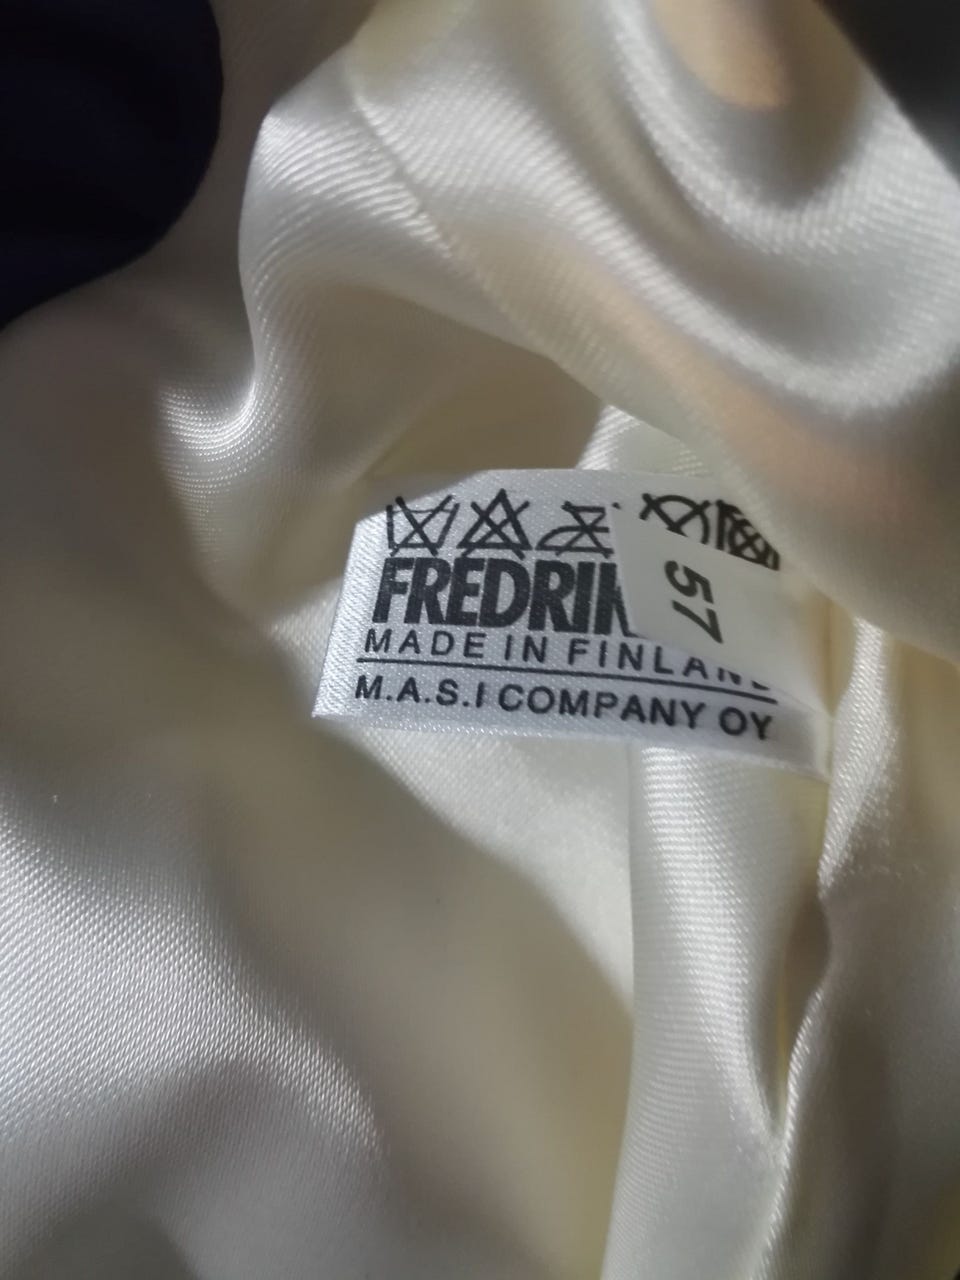 FREDRIK
57
MADE IN FINLAND
M.A.S.I COMPANY OY